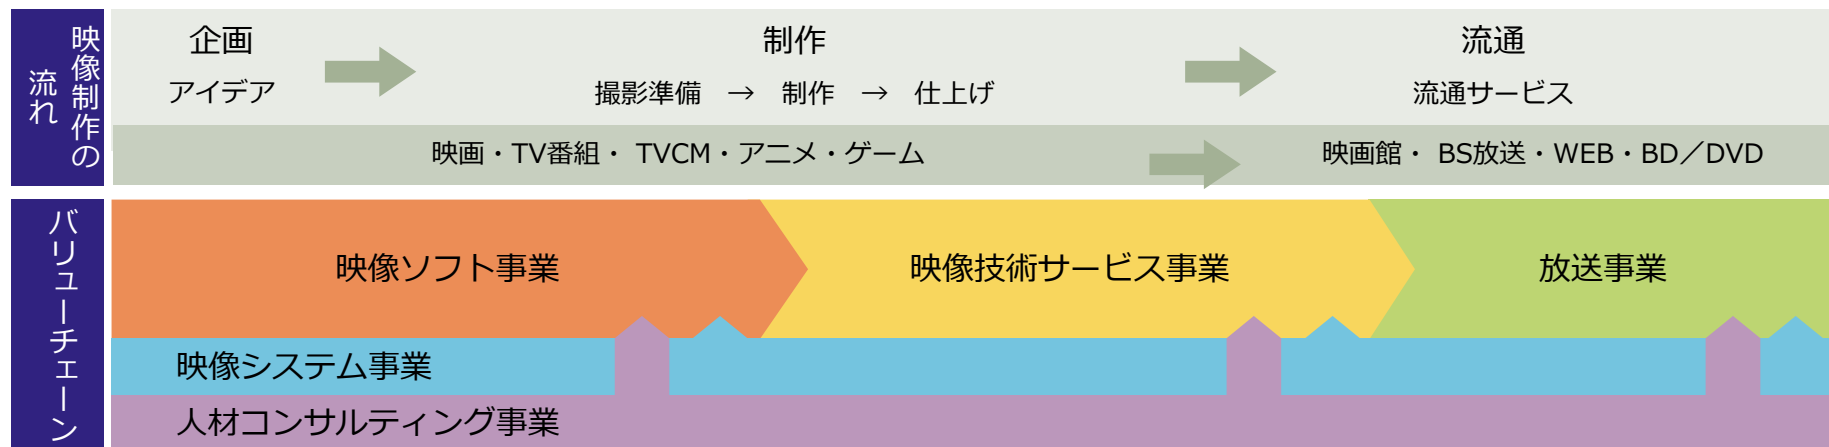 映像制作の
流れ
企画
制作
流通
アイデア
撮影準備 → 制作 → 仕上げ
流通サービス
映画・TV番組・ TVCM・アニメ・ゲーム
映画館・ BS放送・WEB・BD／DVD
バリューチェーン
映像ソフト事業
映像技術サービス事業
放送事業
映像システム事業
人材コンサルティング事業